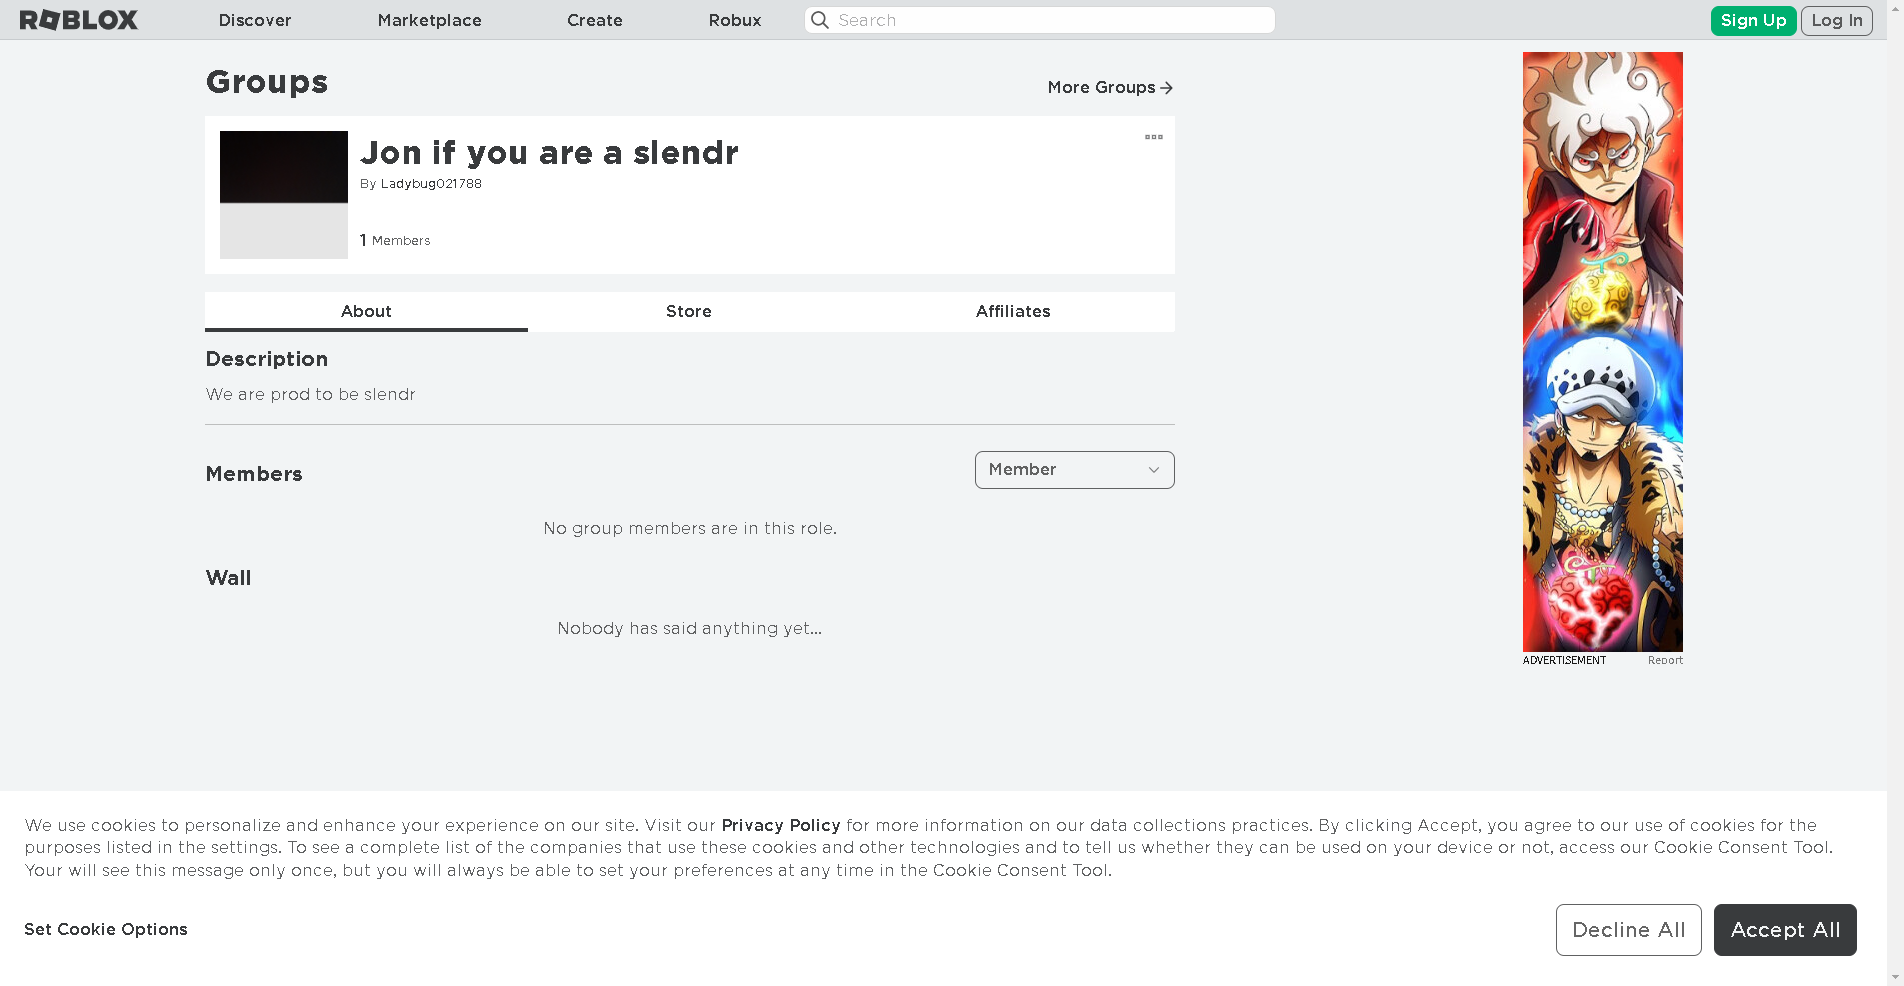 ROBLOX
Discover
Marketplace
Create
Robux
Search
Sign Up
Log In
Groups
More Groups
Jon if you are a slendr
By Ladybug021788
1 Members
About
Store
Affiliates
Description
We are prod to be slendr
Members
Member
No group members are in this role.
Wall
Nobody has said anything yet...
ADVERTISEMENT
Report
We use cookies to personalize and enhance your experience on our site. Visit our Privacy Policy for more information on our data collections practices. By clicking Accept, you agree to our use of cookies for the
purposes listed in the settings. To see a complete list of the companies that use these cookies and other technologies and to tell us whether they can be used on your device or not, access our Cookie Consent Tool.
Your will see this message only once, but you will always be able to set your preferences at any time in the Cookie Consent Tool.
Set Cookie Options
Decline All
Accept All